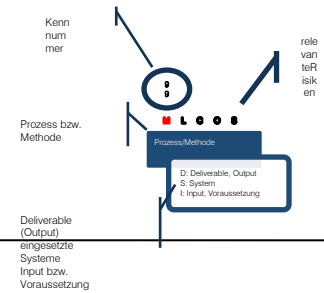 Kenn
num
mer
rele
van
teR
isik
en
9
9
M L C O S
Prozess bzw.
Methode
Prozess/Methode
D: Deliverable, Output
S: System
I: Input, Voraussetzung
Deliverable
(Output)
eingesetzte
Systeme
Input bzw.
Voraussetzung